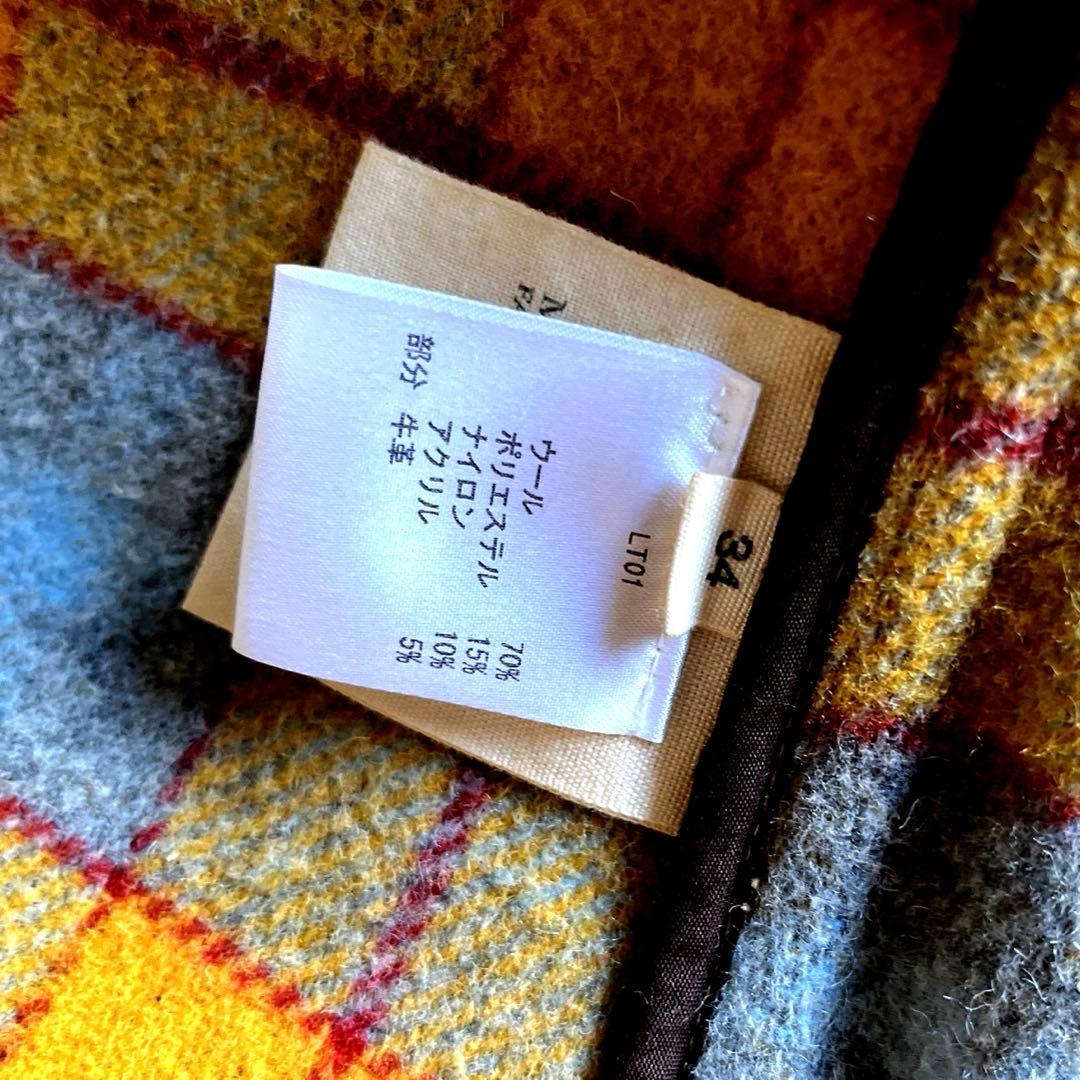 34
LT01
ウール 70%
ポリエステル 15%
ナイロン 10%
アクリル 5%
部分 牛革